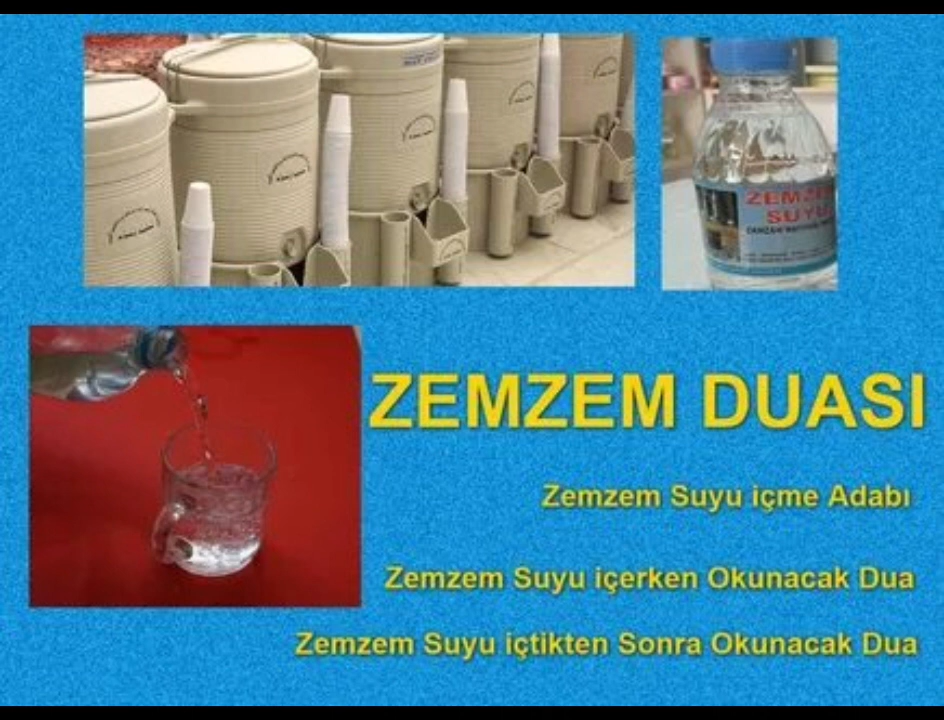 ZEMZEM
SUYU
ZEMZEM DUASI
Zemzem Suyu içme Adabı
Zemzem Suyu içerken Okunacak Dua
Zemzem Suyu içtikten Sonra Okunacak Dua